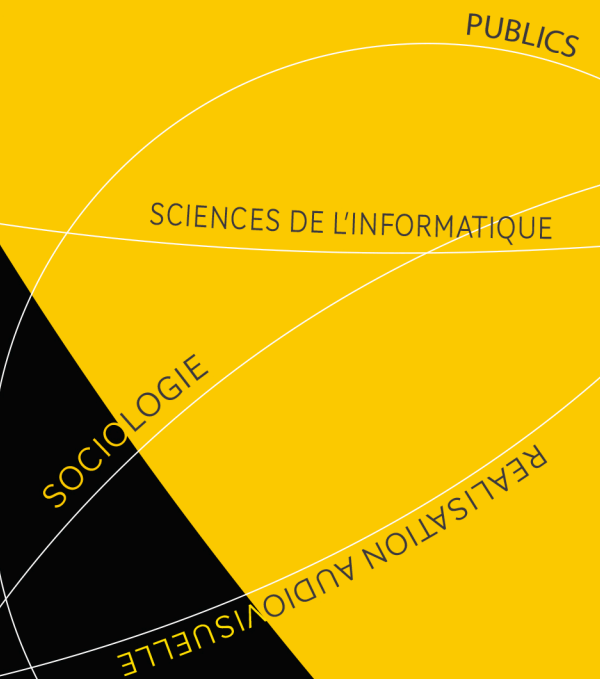 PUBLICS
SCIENCES DE L'INFORMATIQUE
SOCIOLOGIE
REALISATION AUDIOVISUELLE